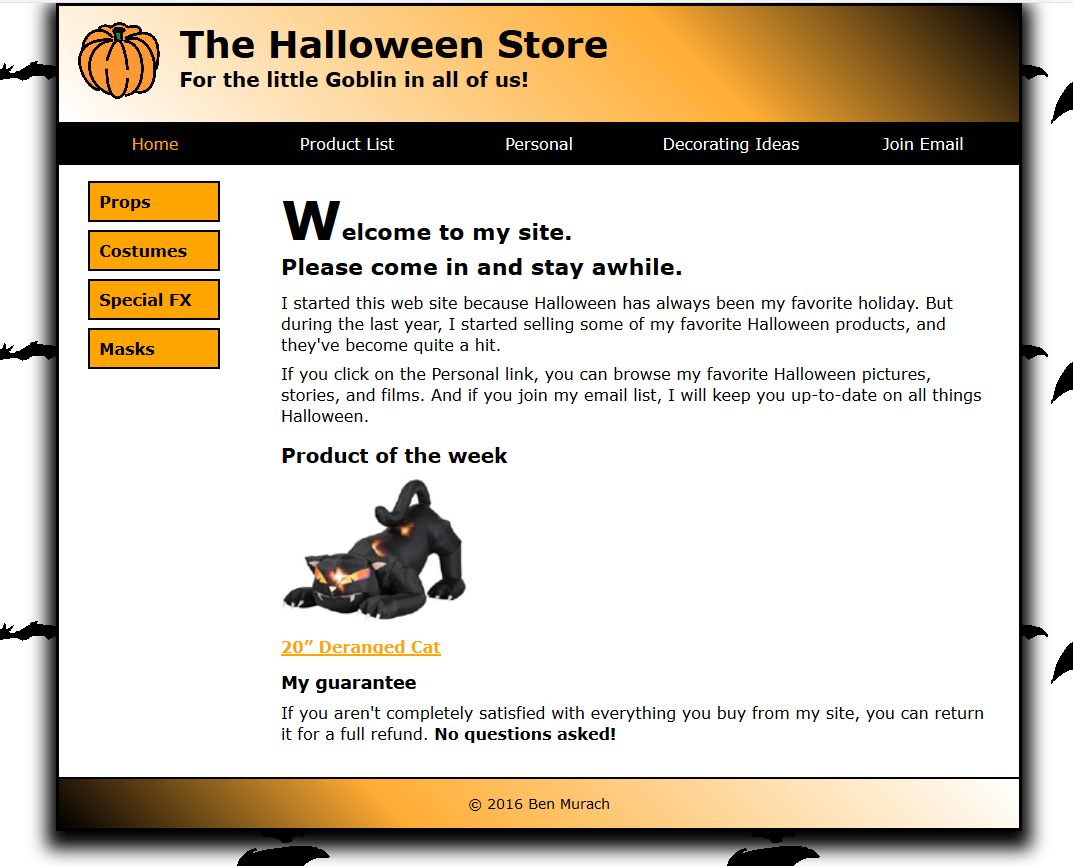 The Halloween Store
For the little Goblin in all of us!
Home Product List Personal Decorating Ideas Join Email
Props
Costumes
Special FX
Masks
Welcome to my site.
Please come in and stay awhile.
I started this web site because Halloween has always been my favorite holiday. But
during the last year, I started selling some of my favorite Halloween products, and
they've become quite a hit.
If you click on the Personal link, you can browse my favorite Halloween pictures,
stories, and films. And if you join my email list, I will keep you up-to-date on all things
Halloween.
Product of the week
20” Deranged Cat
My guarantee
If you aren't completely satisfied with everything you buy from my site, you can return
it for a full refund. No questions asked!
© 2016 Ben Murach